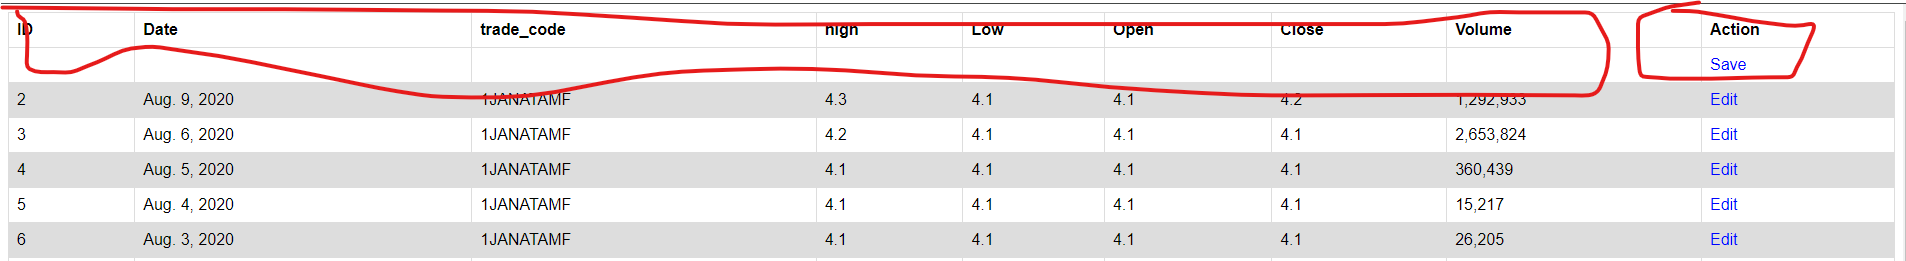 ID Date trade_code high Low Open Close Volume Action
Save
2 Aug. 9, 2020 1JANATAMF 4.3 4.1 4.1 4.2 1,292,933 Edit
3 Aug. 6, 2020 1JANATAMF 4.2 4.1 4.1 4.1 2,653,824 Edit
4 Aug. 5, 2020 1JANATAMF 4.1 4.1 4.1 4.1 360,439 Edit
5 Aug. 4, 2020 1JANATAMF 4.1 4.1 4.1 4.1 15,217 Edit
6 Aug. 3, 2020 1JANATAMF 4.1 4.1 4.1 4.1 26,205 Edit